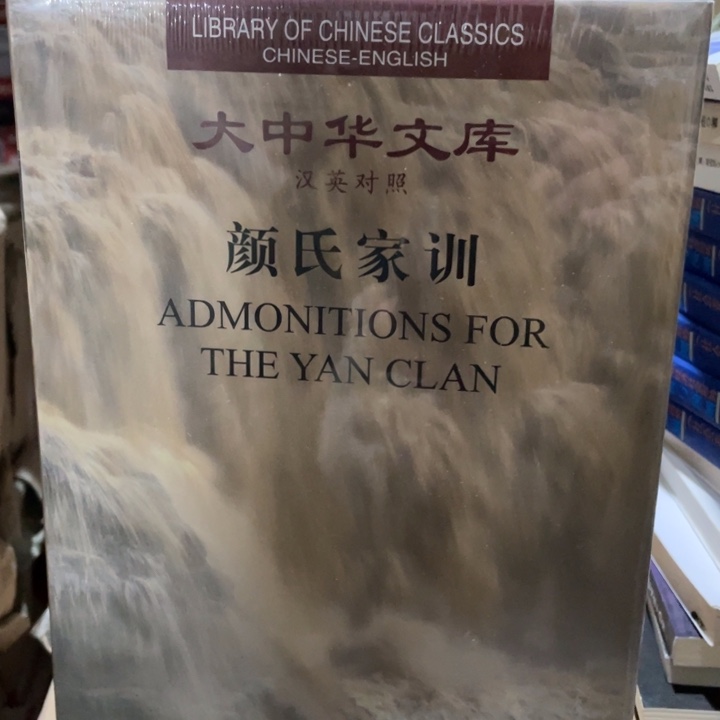 LIBRARY OF CHINESE CLASSICS
CHINESE-ENGLISH
大中华文库
汉英对照
颜氏家训
ADMONITIONS FOR
THE YAN CLAN